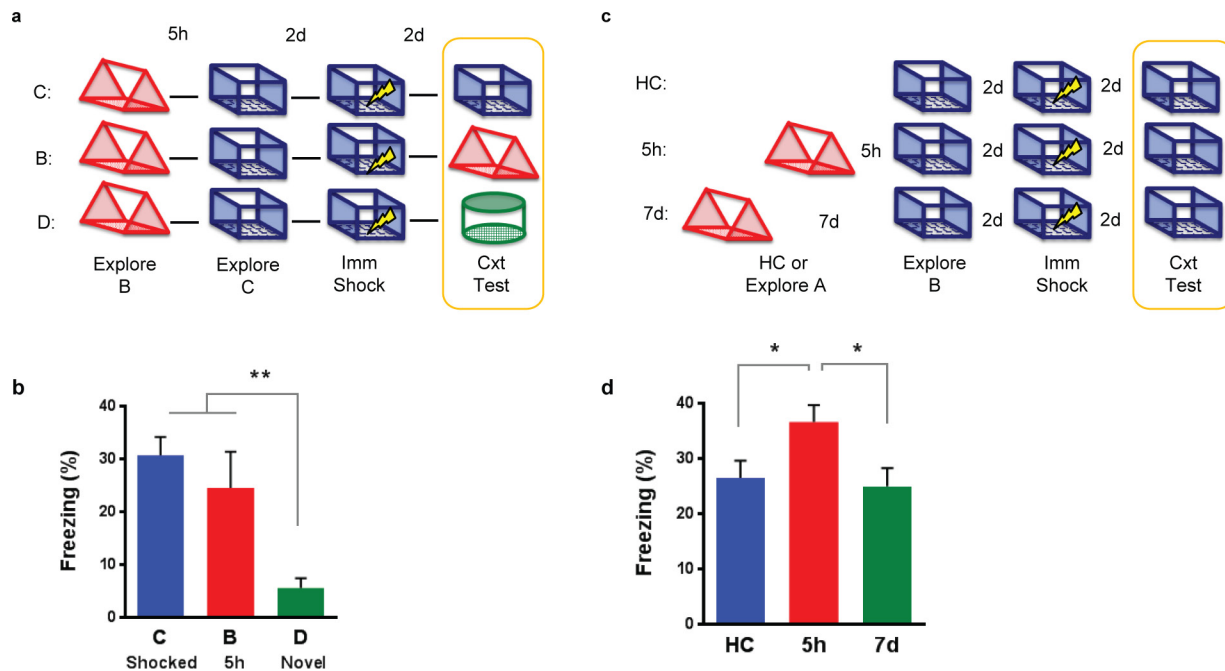 a
5h 2d 2d
C:
B:
D:
Explore B
Explore C
Imm Shock
Cxt Test
c
HC:
2d 2d
5h:
5h 2d 2d
7d:
7d 2d 2d
HC or Explore A
Explore B
Imm Shock
Cxt Test
b
**
Freezing (%)
40
30
20
10
0
C B D
Shocked 5h Novel
d
* *
Freezing (%)
40
30
20
10
0
HC 5h 7d